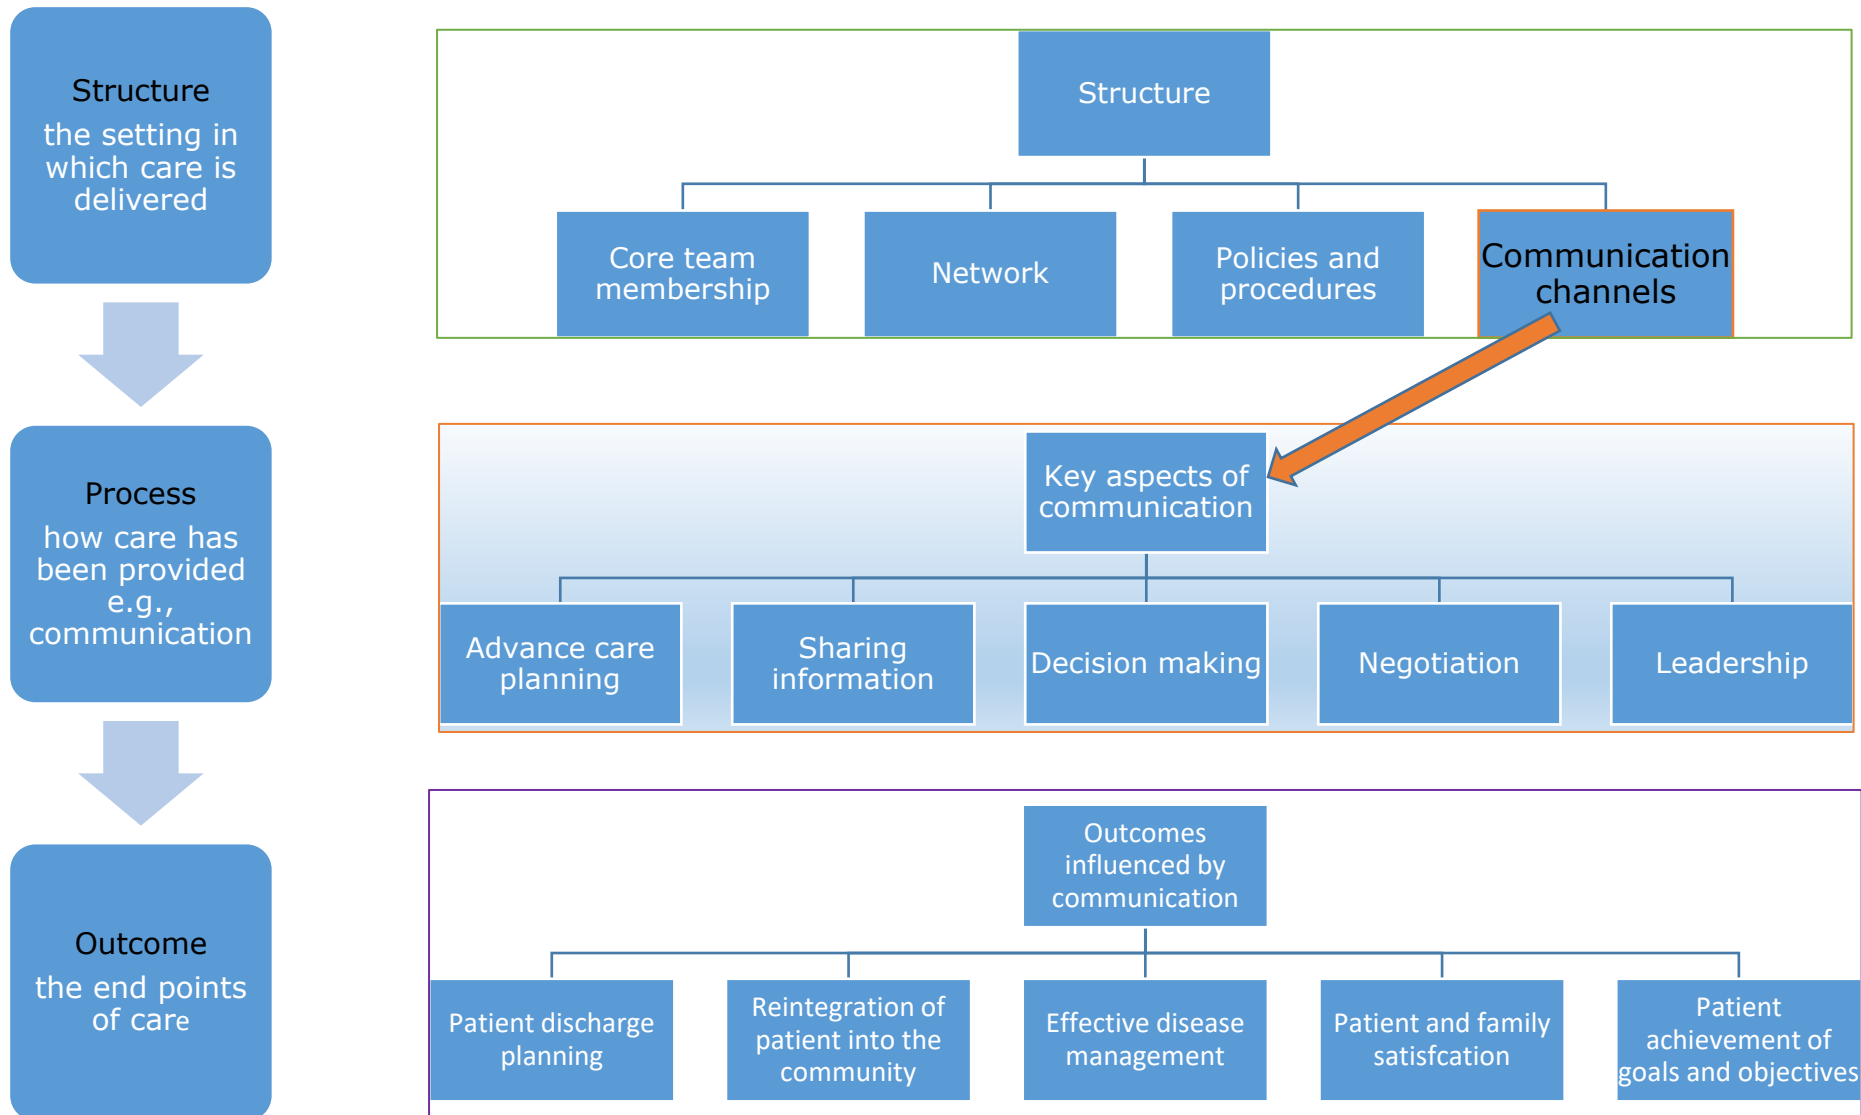 Structure
the setting in
which care is
delivered
Structure
Core team
membership
Network
Policies and
procedures
Communication
channels
Process
how care has
been provided
e.g.,
communication
Key aspects of
communication
Advance care
planning
Sharing
information
Decision making
Negotiation
Leadership
Outcome
the end points
of care
Outcomes
influenced by
communication
Patient discharge
planning
Reintegration of
patient into the
community
Effective disease
management
Patient and family
satisfcation
Patient
achievement of
goals and objectives